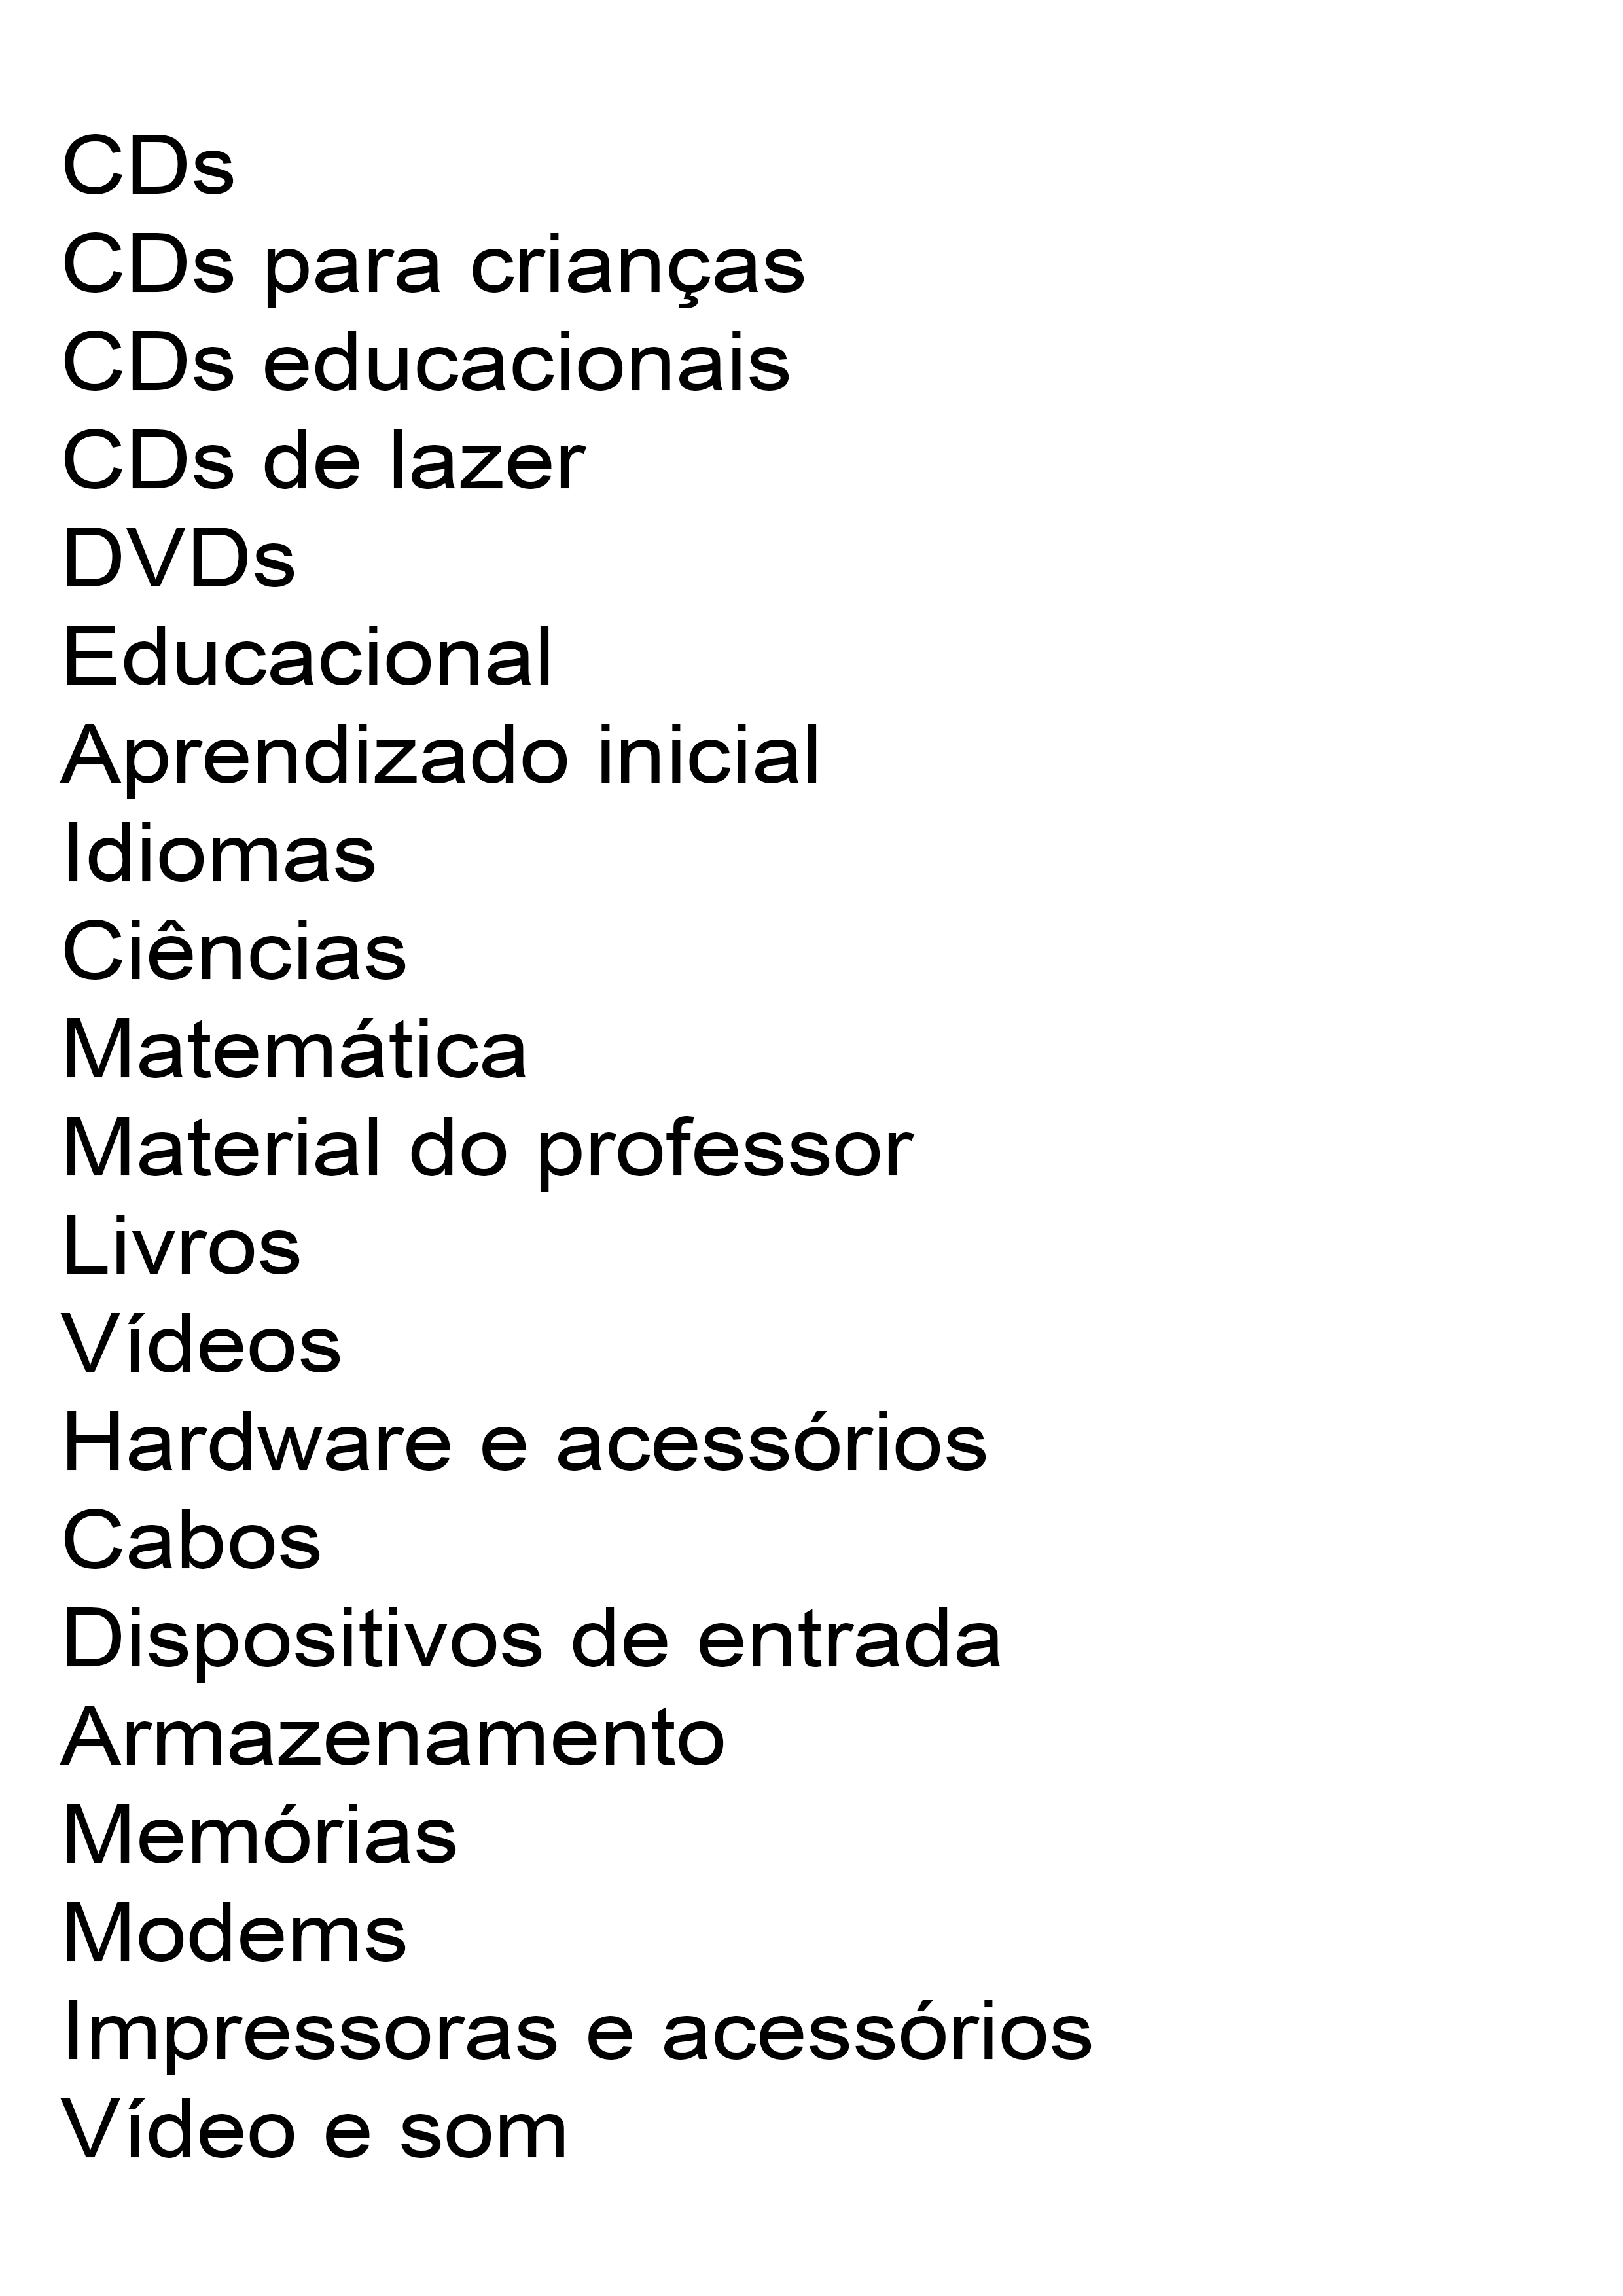 CDs
CDs para crianças
CDs educacionais
CDs de lazer
DVDs
Educacional
Aprendizado inicial
Idiomas
Ciências
Matemática
Material do professor
Livros
Vídeos
Hardware e acessórios
Cabos
Dispositivos de entrada
Armazenamento
Memórias
Modems
Impressoras e acessórios
Vídeo e som